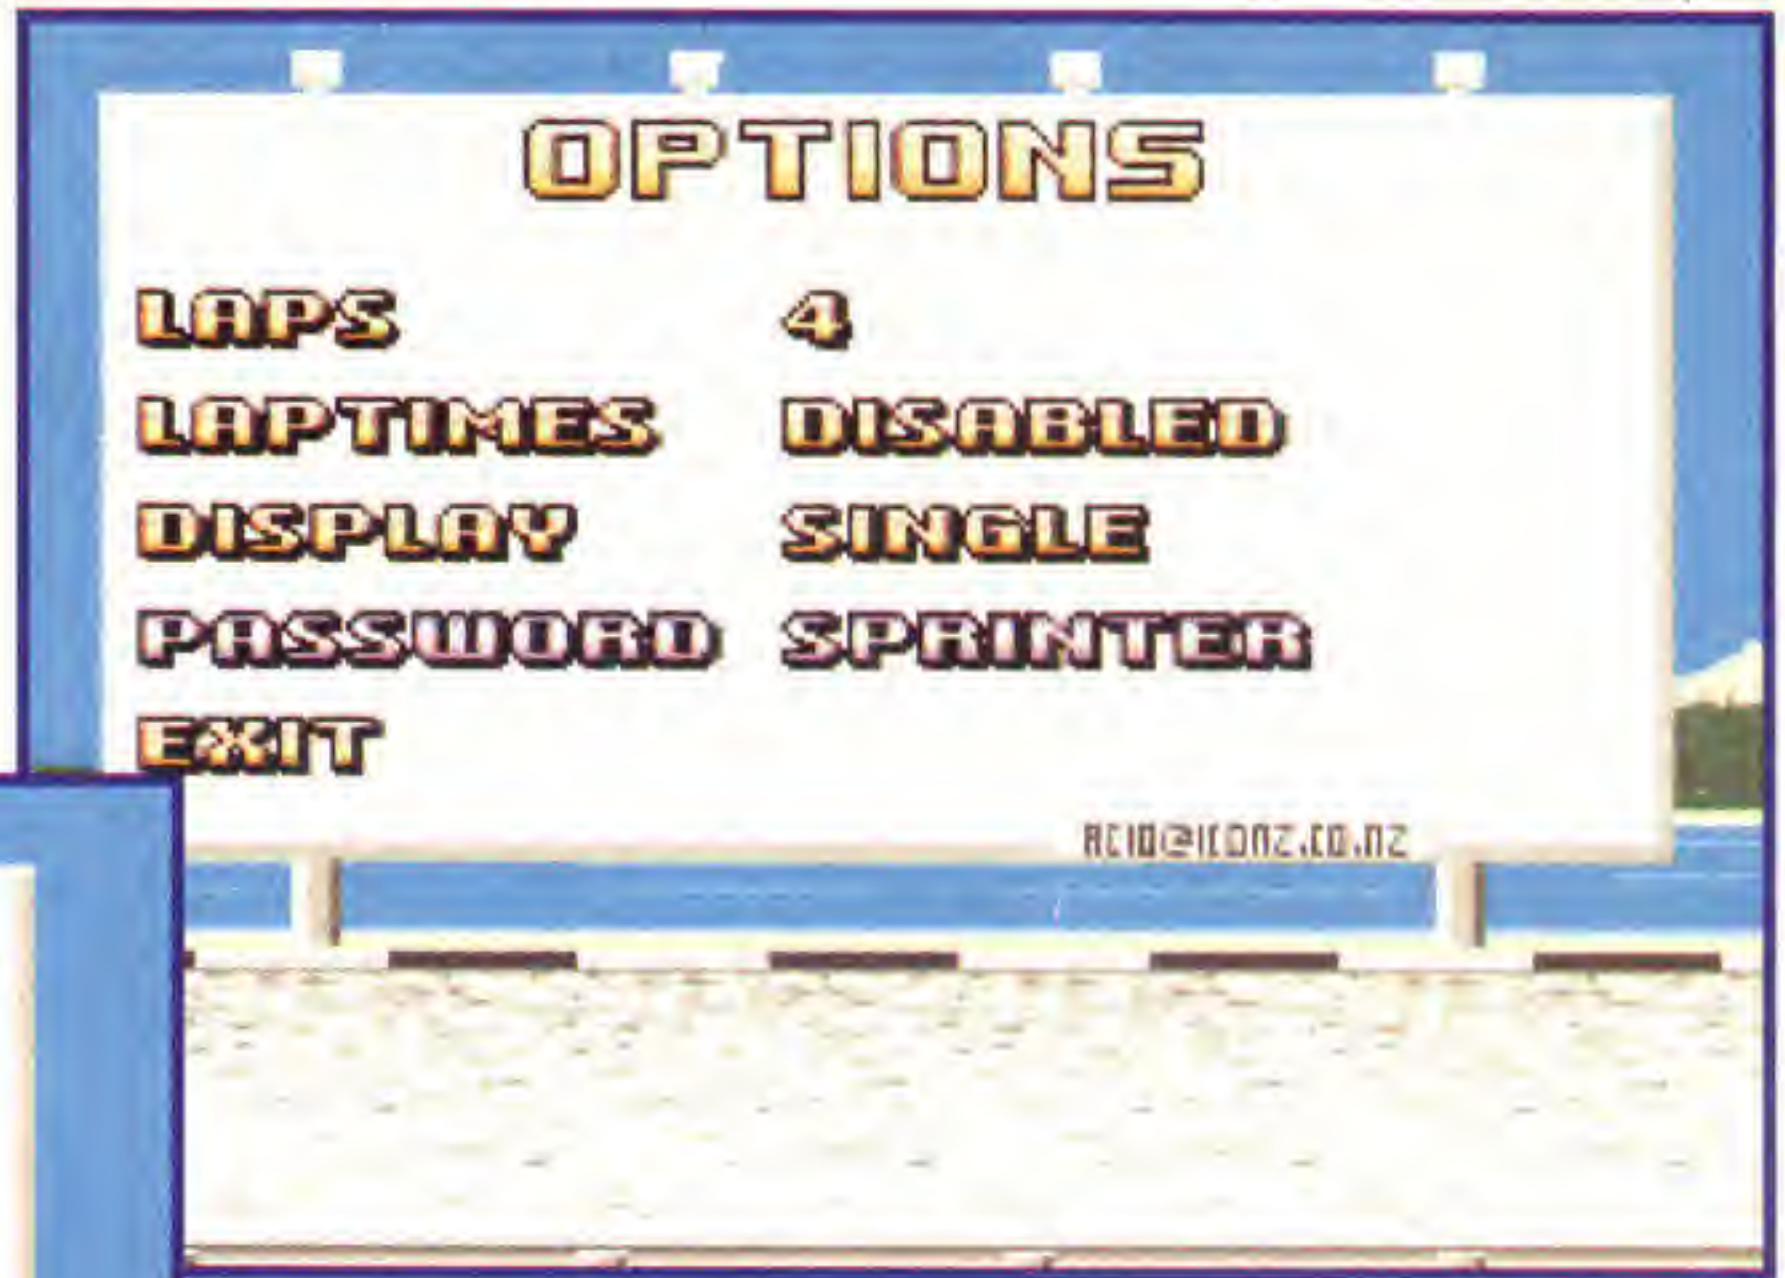 OPTIONS
LAPS 4
LAPTIMES DISABLED
DISPLAY SINGLE
PASSWORD SPRINTER
EXIT
ACID@ICONZ.CO.NZ